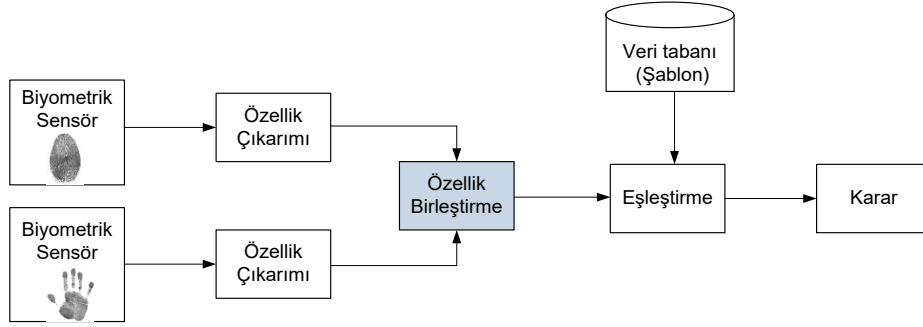 Veri tabanı
(Şablon)
Biyometrik
Sensör
Özellik
Çıkarımı
Özellik
Birleştirme
Eşleştirme
Karar
Biyometrik
Sensör
Özellik
Çıkarımı